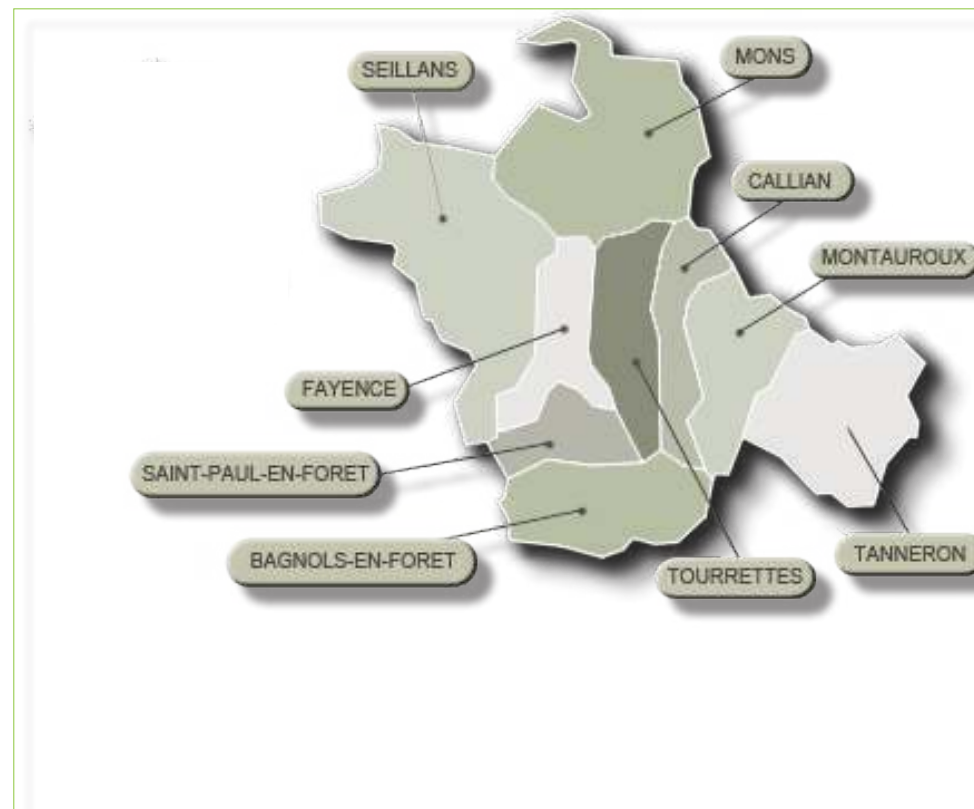 SEILLANS
MONS
CALLIAN
MONTAUROUX
FAYENCE
SAINT-PAUL-EN-FORET
BAGNOLS-EN-FORET
TOURRETTES
TANNERON